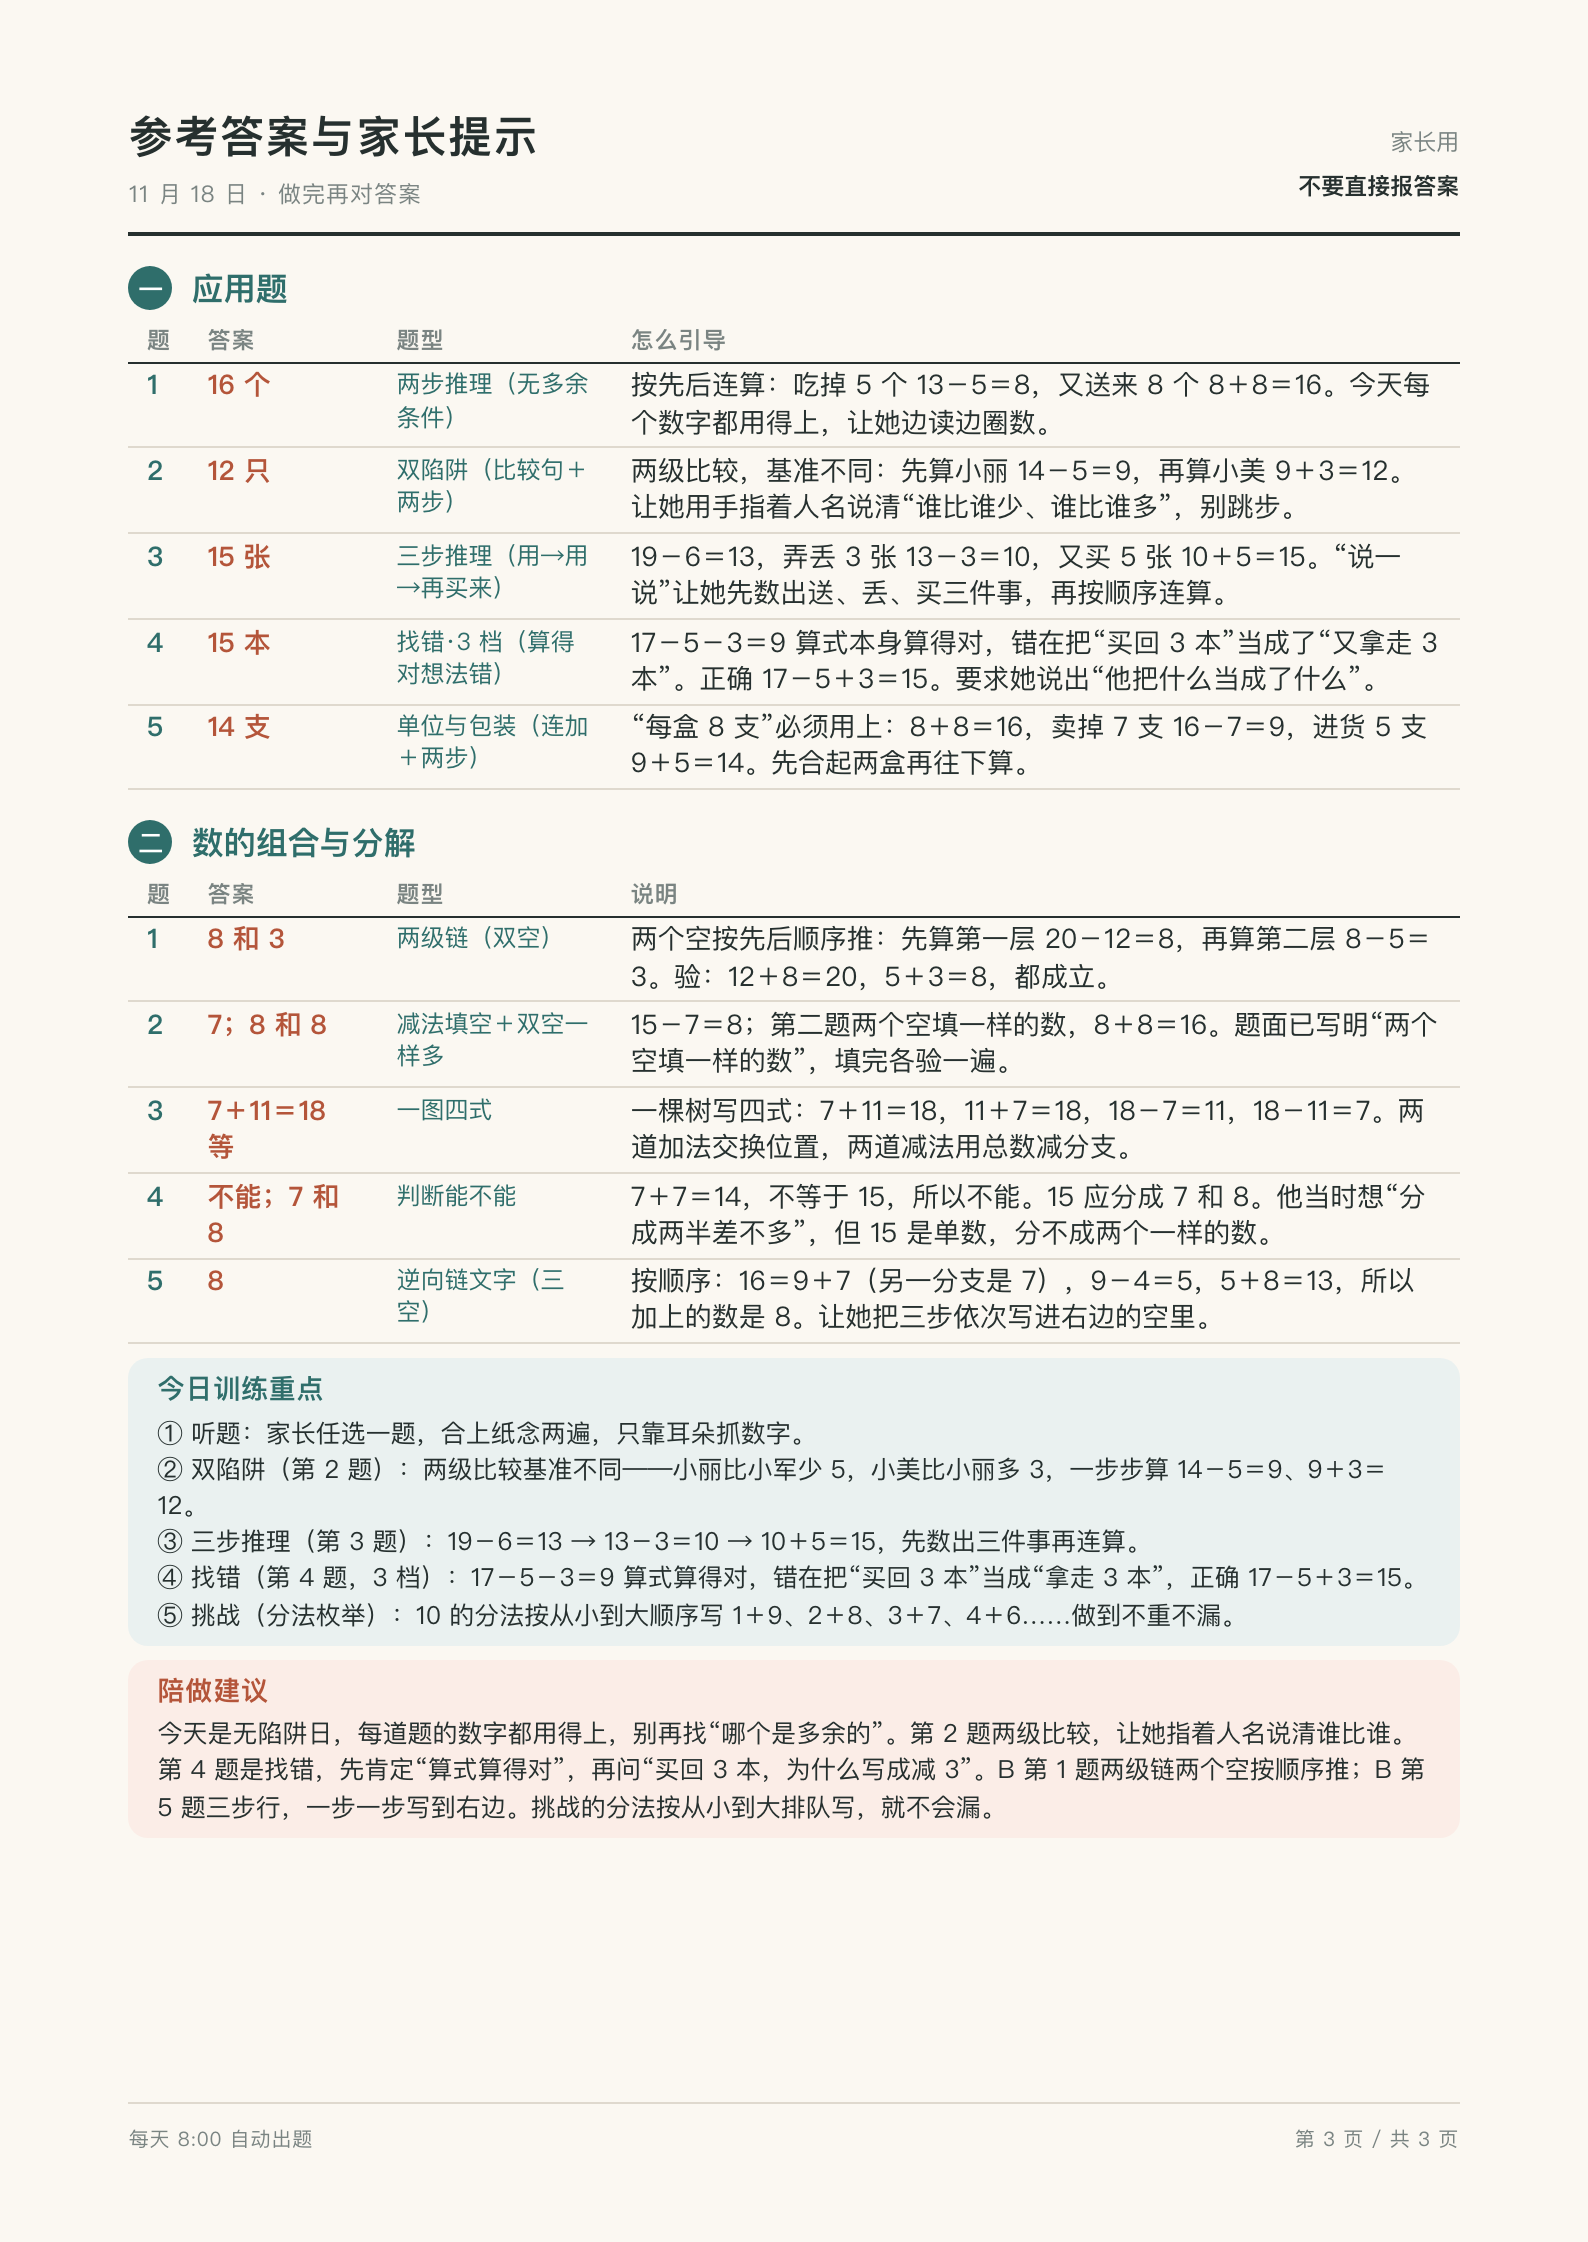 参考答案与家长提示
家长用
11 月 18 日 · 做完再对答案
不要直接报答案
一 应用题
题 答案 题型 怎么引导
1 16 个 两步推理（无多余 按先后连算：吃掉 5 个 13−5=8，又送来 8 个 8+8=16。今天每
条件） 个数字都用得上，让她边读边圈数。
2 12 只 双陷阱（比较句+ 两级比较，基准不同：先算小丽 14−5=9，再算小美 9+3=12。
两步） 让她用手指着人名说清“谁比谁少、谁比谁多”，别跳步。
3 15 张 三步推理（用→用 19−6=13，弄丢 3 张 13−3=10，又买 5 张 10+5=15。“说一
→再买来） 说”让她先数出送、丢、买三件事，再按顺序连算。
4 15 本 找错·3 档（算得 17−5−3=9 算式本身算得对，错在把“买回 3 本”当成了“又拿走 3
对想法错） 本”。正确 17−5+3=15。要求她说出“他把什么当成了什么”。
5 14 支 单位与包装（连加 “每盒 8 支”必须用上：8+8=16，卖掉 7 支 16−7=9，进货 5 支
+两步） 9+5=14。先合起两盒再往下算。
二 数的组合与分解
题 答案 题型 说明
1 8 和 3 两级链（双空） 两个空按先后顺序推：先算第一层 20−12=8，再算第二层 8−5=
3。验：12+8=20，5+3=8，都成立。
2 7；8 和 8 减法填空+双空一 15−7=8；第二题两个空填一样的数，8+8=16。题面已写明“两个
样多 空填一样的数”，填完各验一遍。
3 7+11=18 一图四式 一棵树写四式：7+11=18，11+7=18，18−7=11，18−11=7。两
等 道加法交换位置，两道减法用总数减分支。
4 不能；7 和 判断能不能 7+7=14，不等于 15，所以不能。15 应分成 7 和 8。他当时想“分
8 成两半差不多”，但 15 是单数，分不成两个一样的数。
5 8 逆向链文字（三 按顺序：16=9+7（另一分支是 7），9−4=5，5+8=13，所以
空） 加上的数是 8。让她把三步依次写进右边的空里。
今日训练重点
① 听题：家长任选一题，合上纸念两遍，只靠耳朵抓数字。
② 双陷阱（第 2 题）：两级比较基准不同——小丽比小军少 5，小美比小丽多 3，一步步算 14−5=9、9+3=
12。
③ 三步推理（第 3 题）：19−6=13 → 13−3=10 → 10+5=15，先数出三件事再连算。
④ 找错（第 4 题，3 档）：17−5−3=9 算式算得对，错在把“买回 3 本”当成“拿走 3 本”，正确 17−5+3=15。
⑤ 挑战（分法枚举）：10 的分法按从小到大顺序写 1+9、2+8、3+7、4+6……做到不重不漏。
陪做建议
今天是无陷阱日，每道题的数字都用得上，别再找“哪个是多余的”。第 2 题两级比较，让她指着人名说清谁比谁。
第 4 题是找错，先肯定“算式算得对”，再问“买回 3 本，为什么写成减 3”。B 第 1 题两级链两个空按顺序推；B 第
5 题三步行，一步一步写到右边。挑战的分法按从小到大排队写，就不会漏。
每天 8:00 自动出题
第 3 页 / 共 3 页